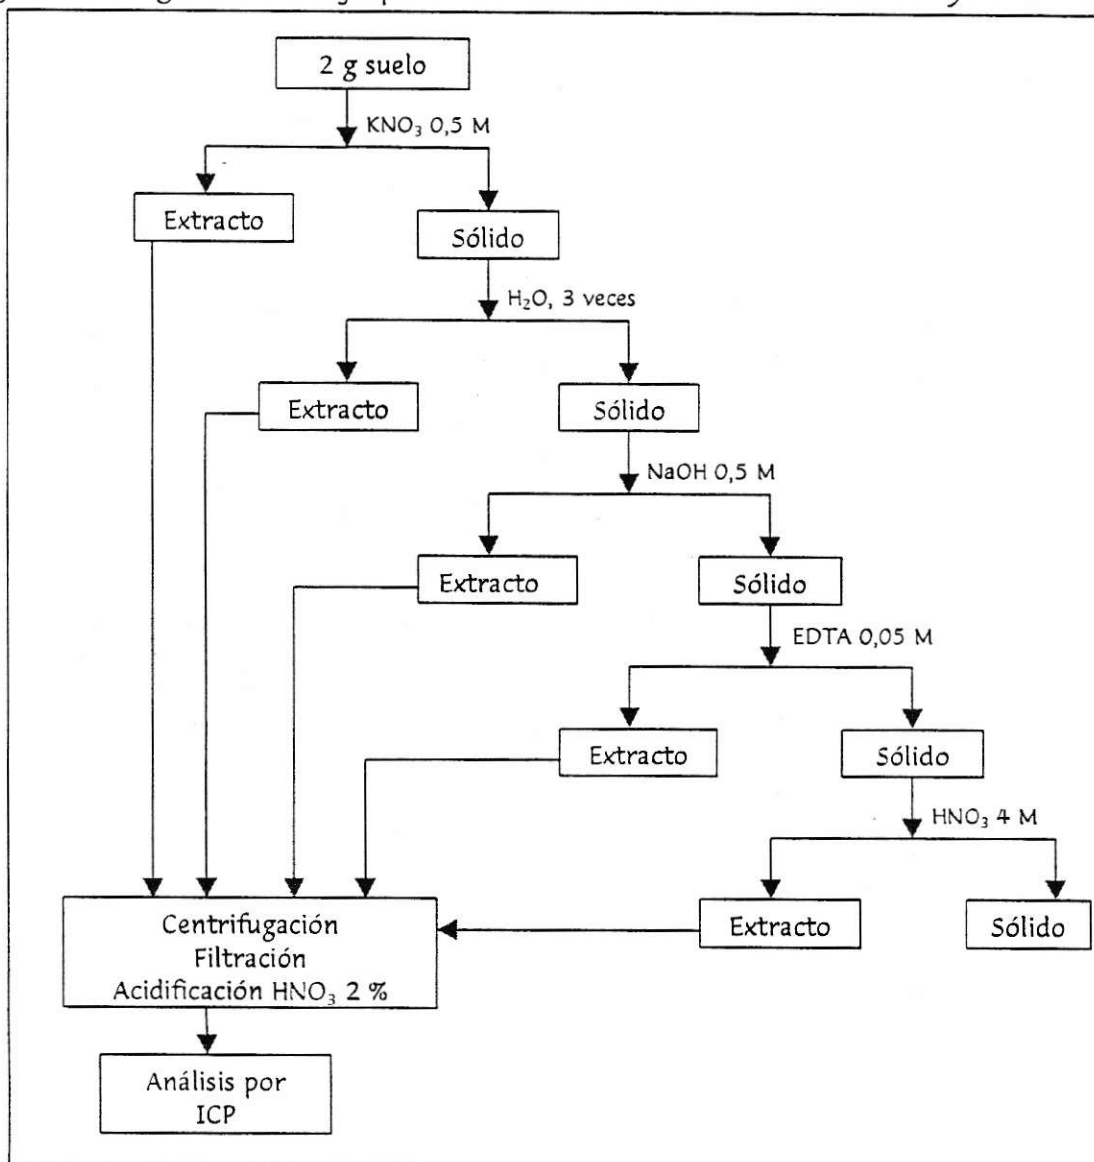 2 g suelo
KNO₃ 0,5 M
Extracto
Sólido
H₂O, 3 veces
Extracto
Sólido
NaOH 0,5 M
Extracto
Sólido
EDTA 0,05 M
Extracto
Sólido
HNO₃ 4 M
Extracto
Sólido
Centrifugación
Filtración
Acidificación HNO₃ 2 %
Análisis por
ICP